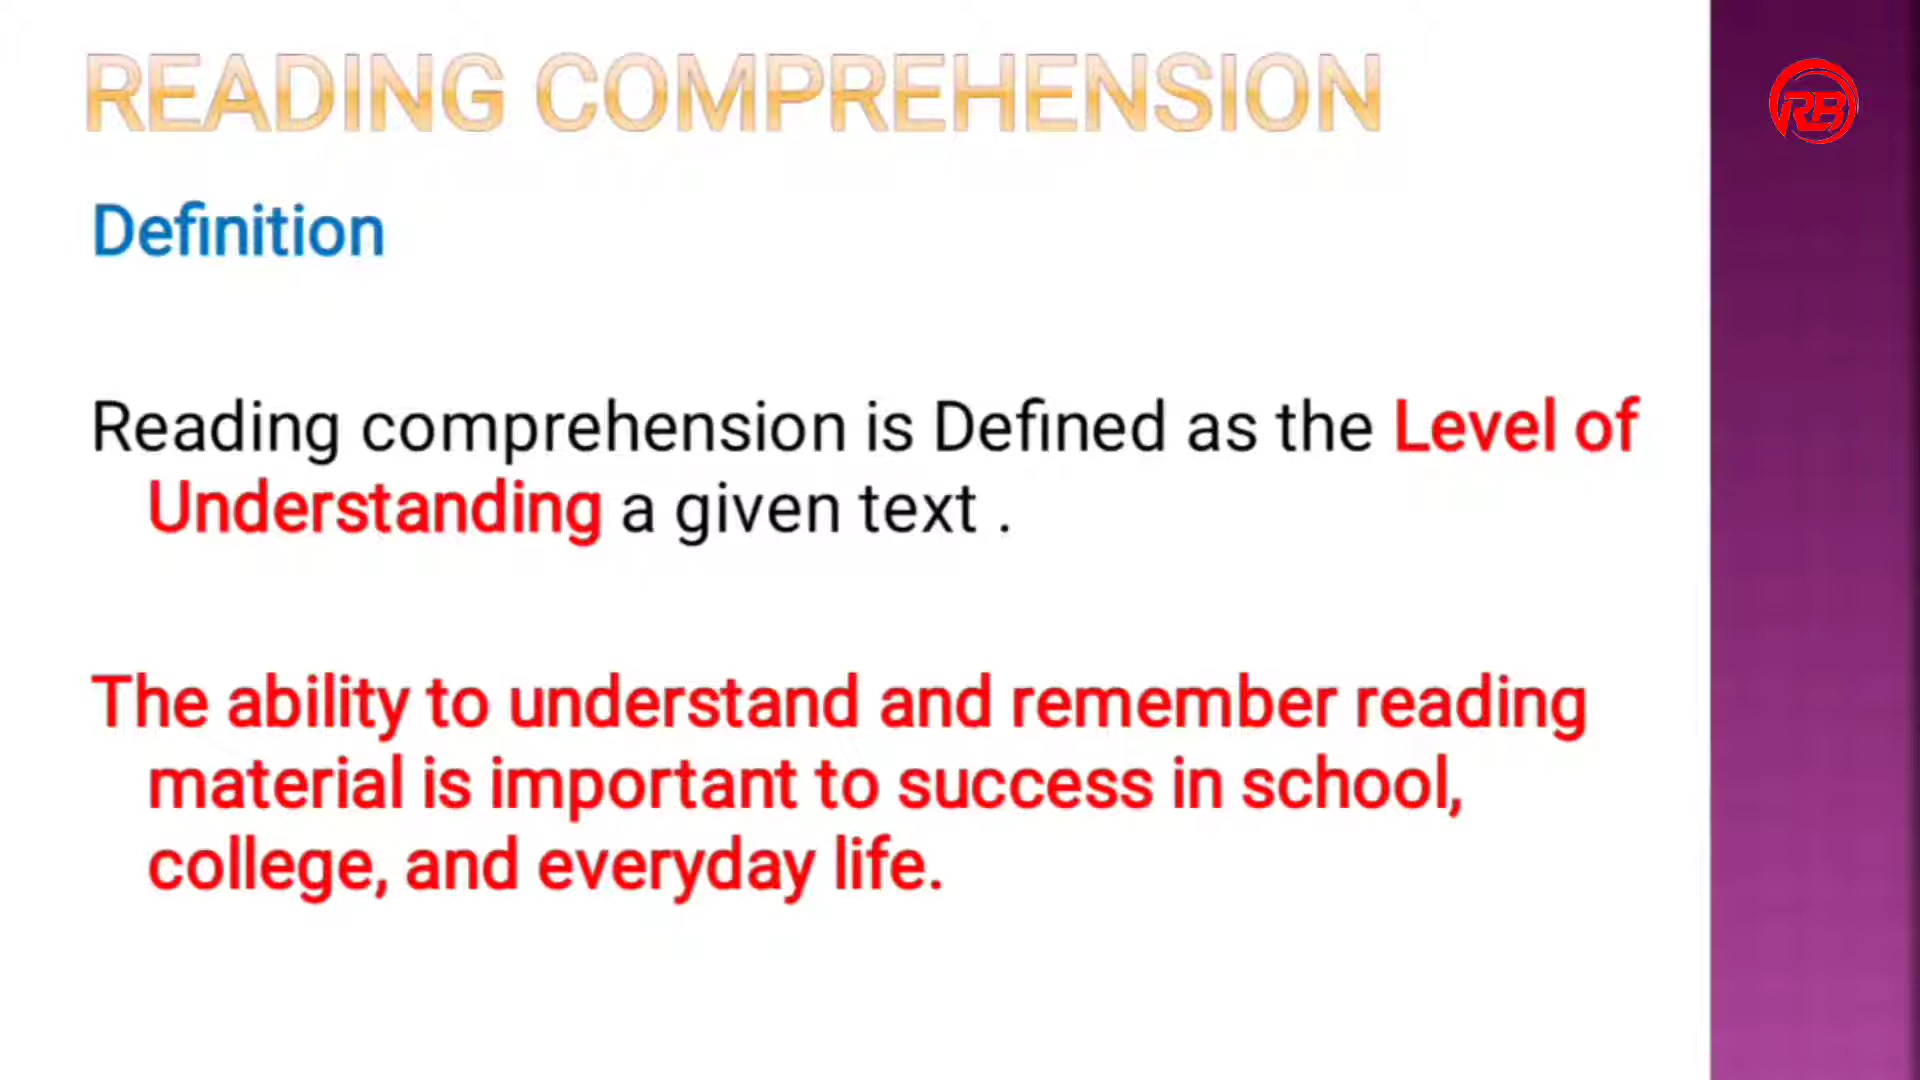 READING COMPREHENSION
RB
Definition
Reading comprehension is Defined as the Level of
Understanding a given text .
The ability to understand and remember reading
material is important to success in school,
college, and everyday life.